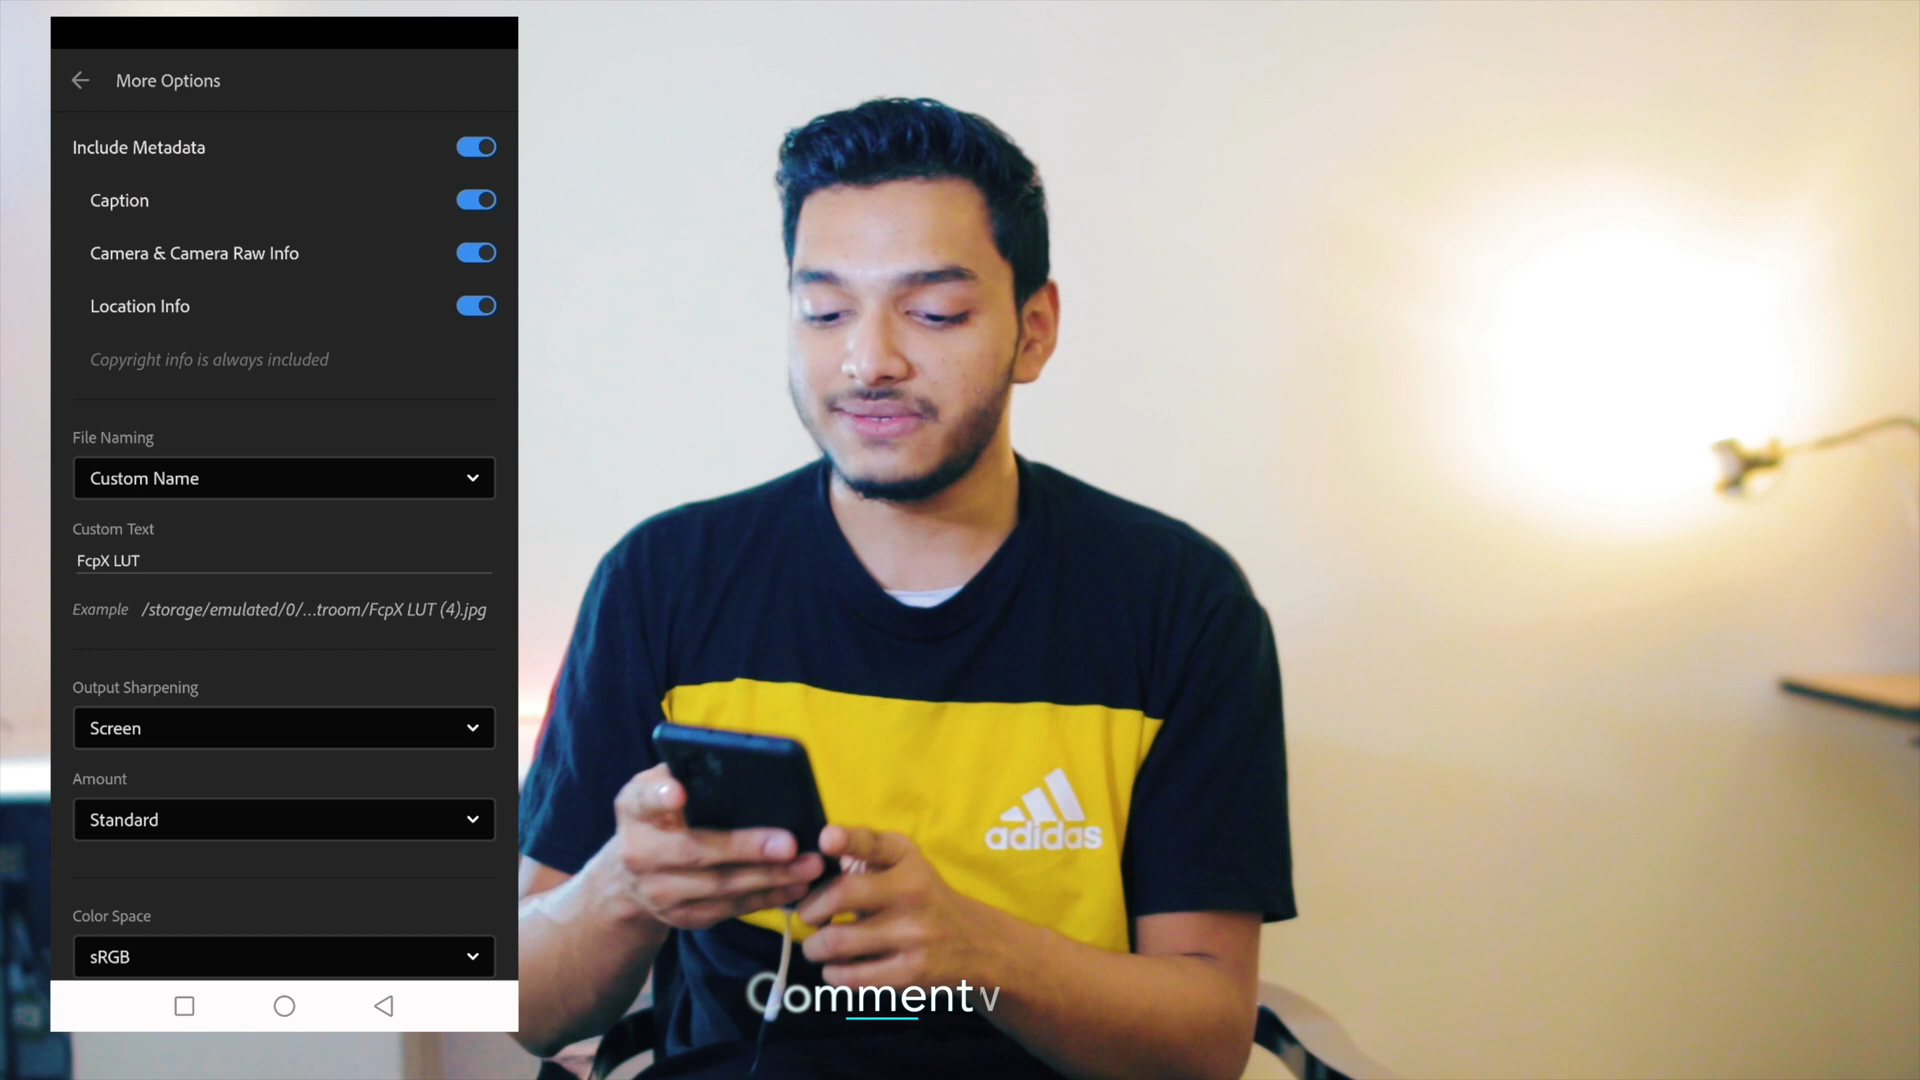 More Options
Include Metadata
Caption
Camera & Camera Raw Info
Location Info
Copyright info is always included
File Naming
Custom Name
Custom Text
FcpX LUT
Example /storage/emulated/0/...troom/FcpX LUT (4).jpg
Output Sharpening
Screen
Amount
Standard
Color Space
sRGB
adidas
Comment